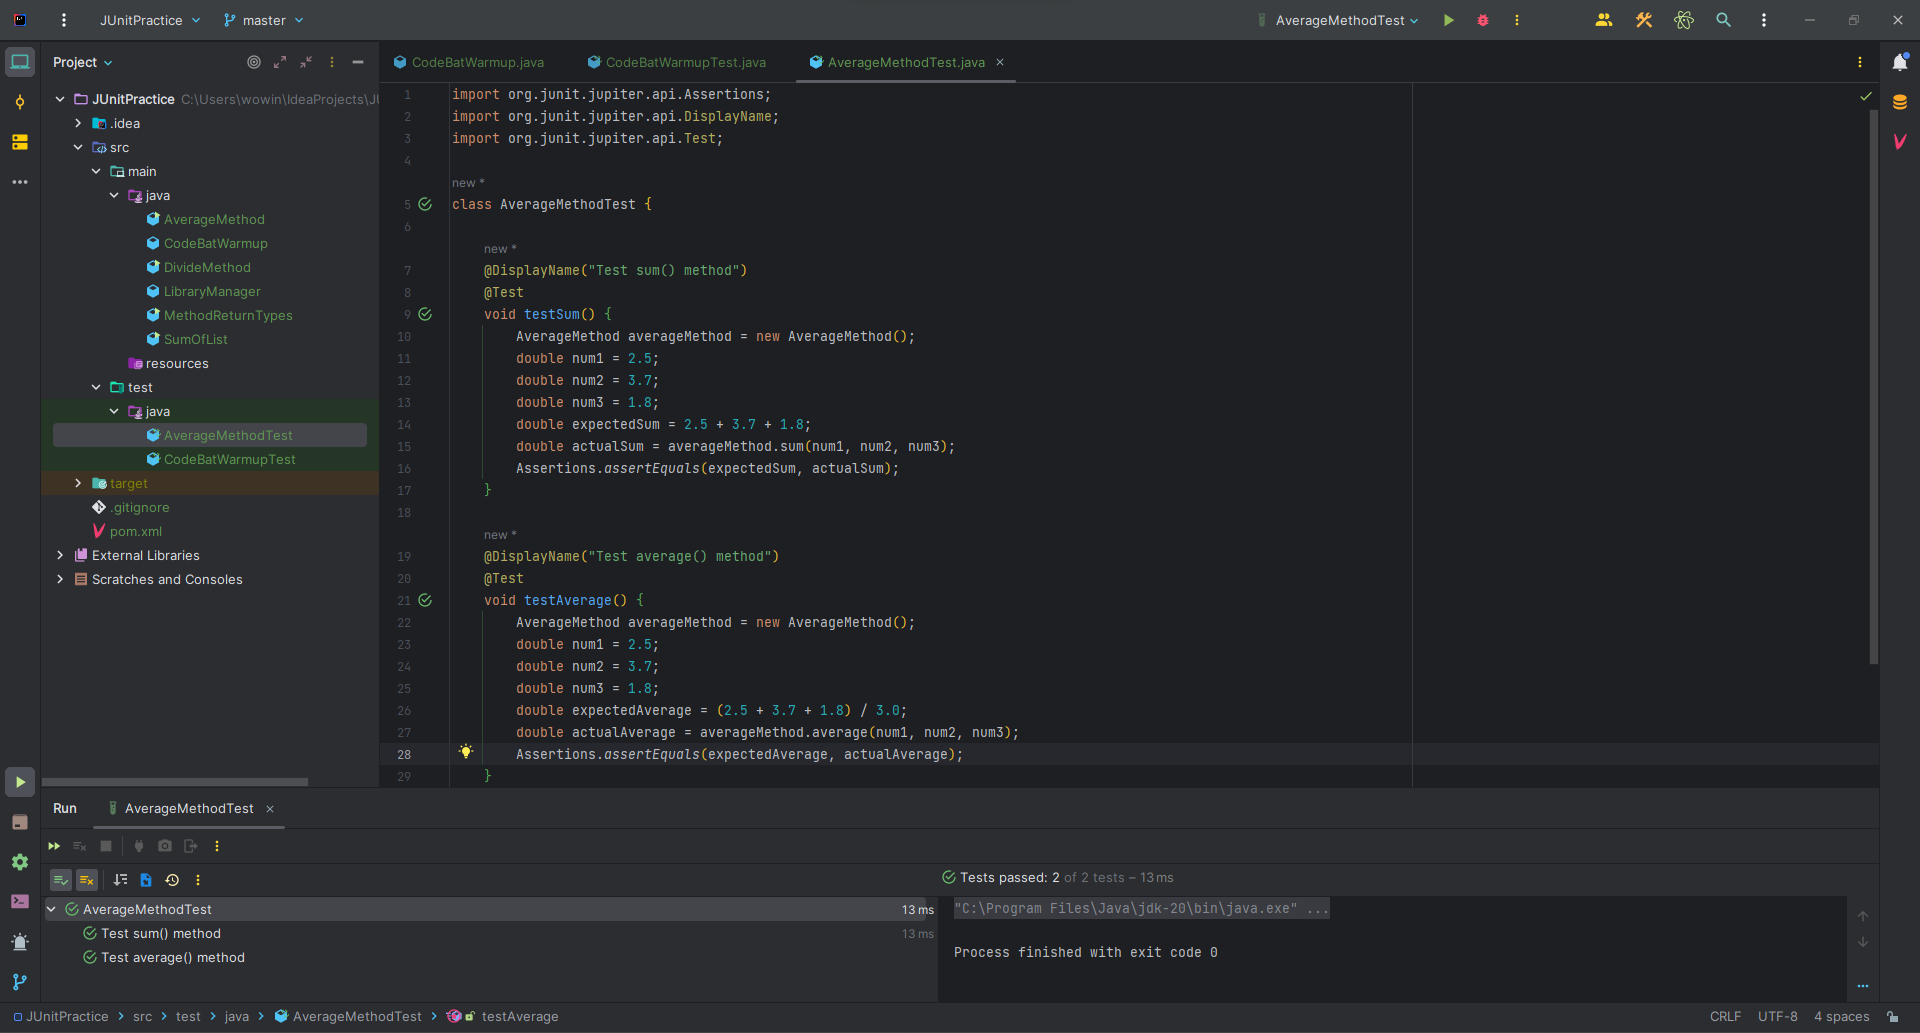 JUnitPractice master AverageMethodTest
Project
CodeBatWarmup.java CodeBatWarmupTest.java AverageMethodTest.java
JUnitPractice C:\Users\wowin\IdeaProjects\JU
.idea
src
main
java
AverageMethod
CodeBatWarmup
DivideMethod
LibraryManager
MethodReturnTypes
SumOfList
resources
test
java
AverageMethodTest
CodeBatWarmupTest
target
.gitignore
pom.xml
External Libraries
Scratches and Consoles
1 import org.junit.jupiter.api.Assertions;
2 import org.junit.jupiter.api.DisplayName;
3 import org.junit.jupiter.api.Test;
4
new *
5 class AverageMethodTest {
6
new *
7 @DisplayName("Test sum() method")
8 @Test
9 void testSum() {
10 AverageMethod averageMethod = new AverageMethod();
11 double num1 = 2.5;
12 double num2 = 3.7;
13 double num3 = 1.8;
14 double expectedSum = 2.5 + 3.7 + 1.8;
15 double actualSum = averageMethod.sum(num1, num2, num3);
16 Assertions.assertEquals(expectedSum, actualSum);
17 }
18
new *
19 @DisplayName("Test average() method")
20 @Test
21 void testAverage() {
22 AverageMethod averageMethod = new AverageMethod();
23 double num1 = 2.5;
24 double num2 = 3.7;
25 double num3 = 1.8;
26 double expectedAverage = (2.5 + 3.7 + 1.8) / 3.0;
27 double actualAverage = averageMethod.average(num1, num2, num3);
28 Assertions.assertEquals(expectedAverage, actualAverage);
29 }
Run AverageMethodTest
Tests passed: 2 of 2 tests – 13 ms
AverageMethodTest 13 ms
Test sum() method 13 ms
Test average() method
"C:\Program Files\Java\jdk-20\bin\java.exe" ...
Process finished with exit code 0
JUnitPractice > src > test > java > AverageMethodTest > testAverage
CRLF UTF-8 4 spaces